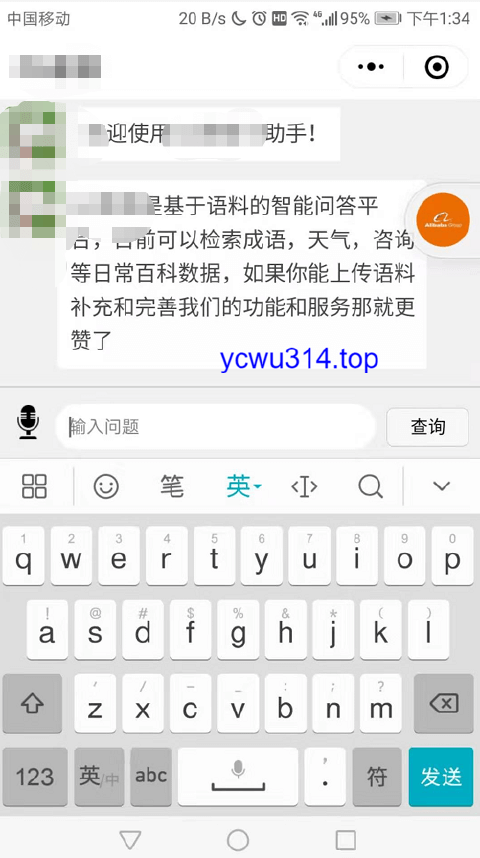 中国移动 20 B/s HD 4G 95% 下午1:34
迎使用 助手！
是基于语料的智能问答平
台，目前可以检索成语，天气，咨询
等日常百科数据，如果你能上传语料
补充和完善我们的功能和服务那就更
赞了
ycwu314.top
输入问题 查询
笔 英
1 2 3 4 5 6 7 8 9 0
q w e r t y u i o p
! @ # $ % & * ( )
a s d f g h j k l
' / - _ : ; ?
z x c v b n m
123 英/中 abc , . 符 发送